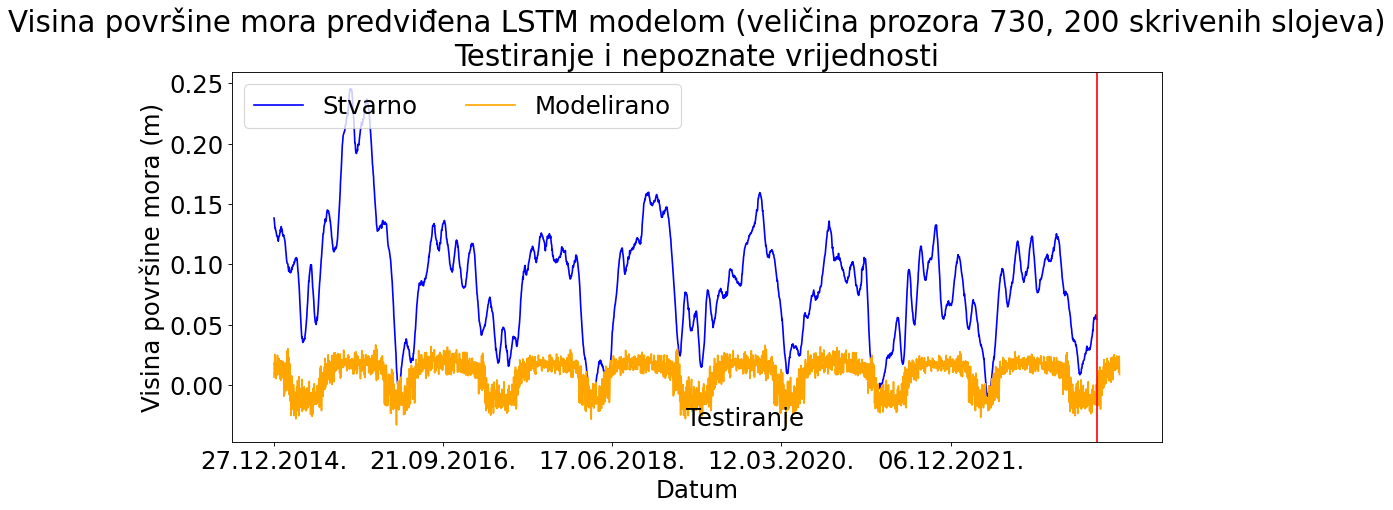 Visina površine mora predviđena LSTM modelom (veličina prozora 730, 200 skrivenih slojeva)
Testiranje i nepoznate vrijednosti
Stvarno Modelirano
Visina površine mora (m)
0.25
0.20
0.15
0.10
0.05
0.00
Testiranje
27.12.2014. 21.09.2016. 17.06.2018. 12.03.2020. 06.12.2021.
Datum